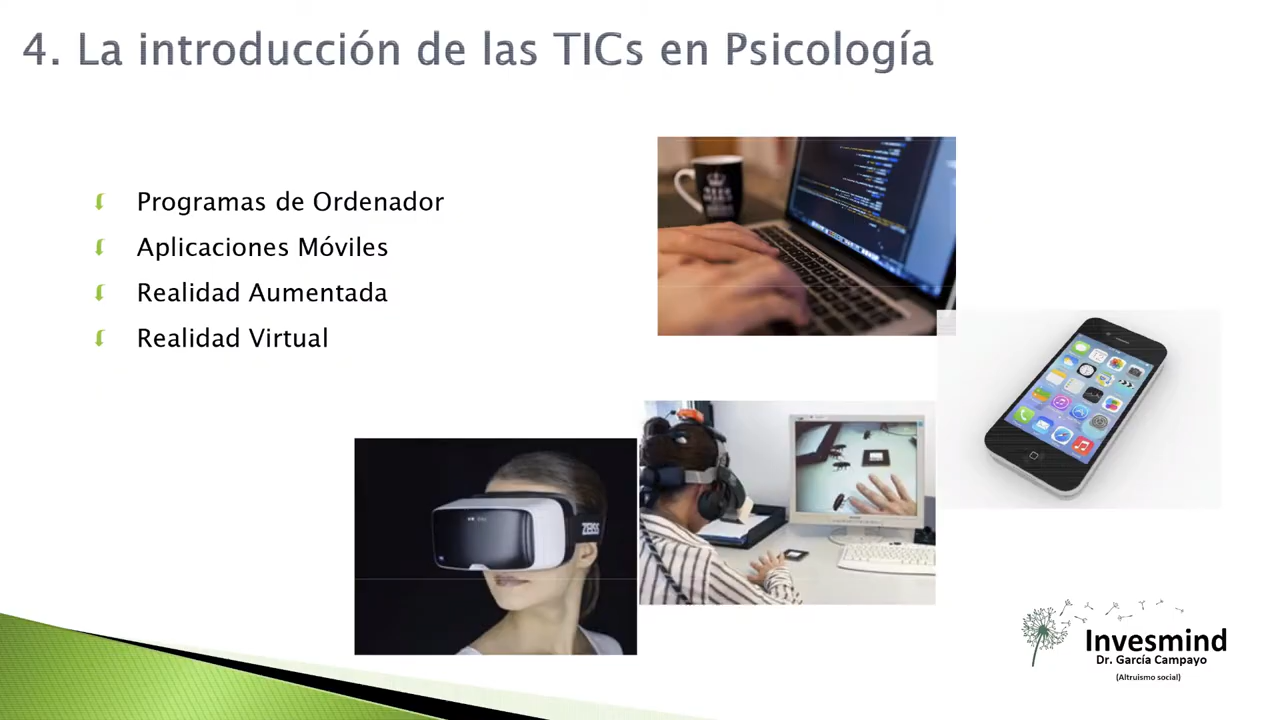 4. La introducción de las TICs en Psicología
Programas de Ordenador
Aplicaciones Móviles
Realidad Aumentada
Realidad Virtual
ZEISS
Invesmind
Dr. García Campayo
(Altruismo social)